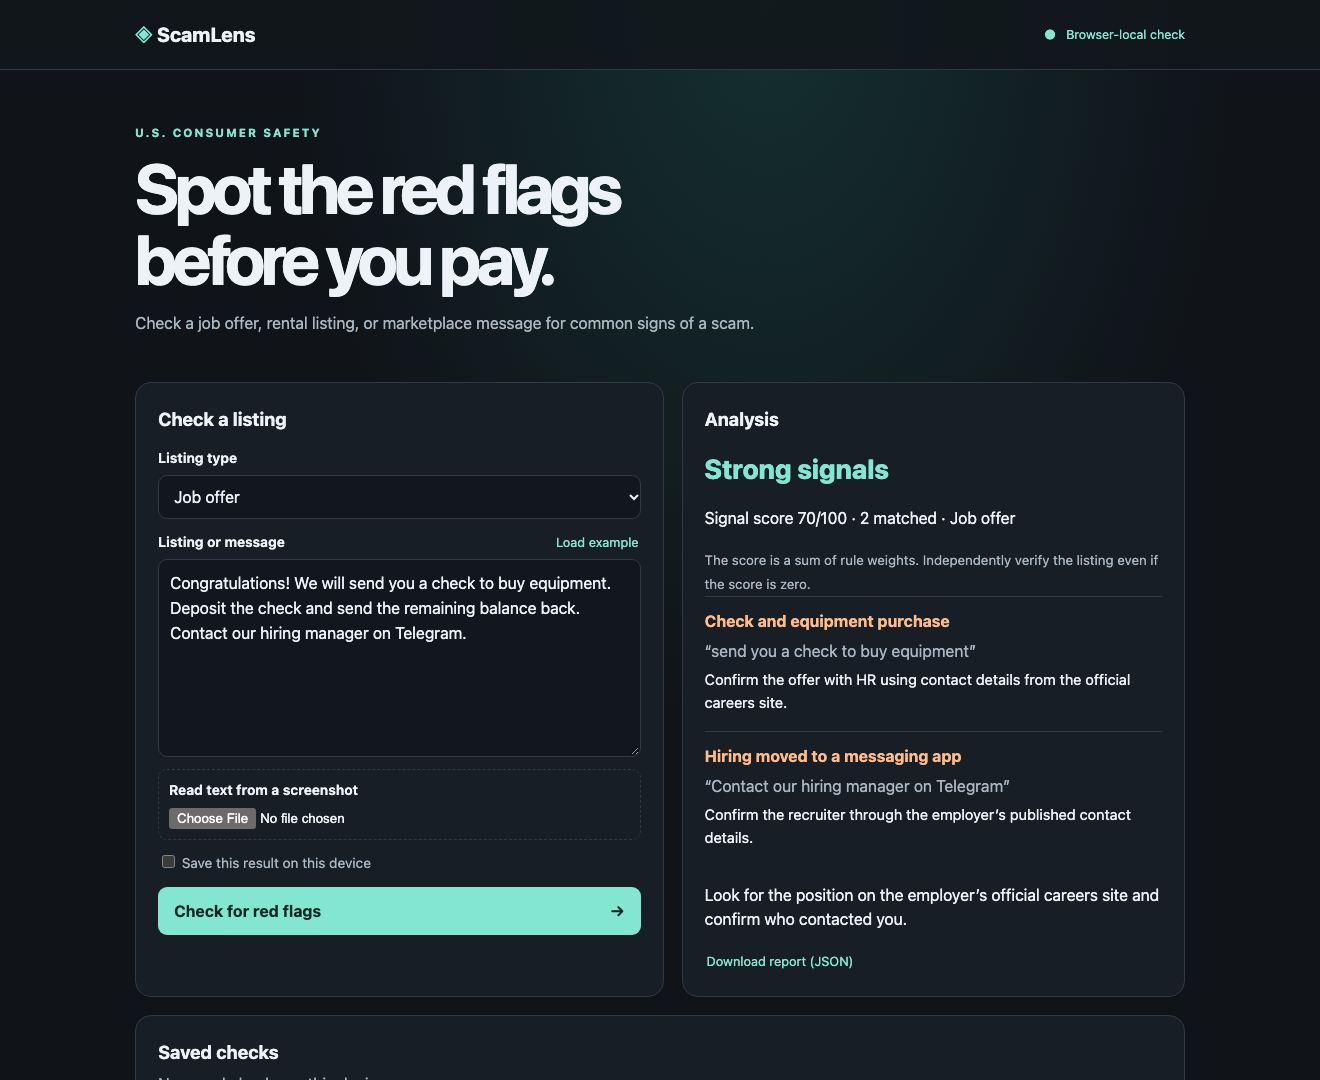 ScamLens
Browser-local check
U.S. CONSUMER SAFETY
Spot the red flags
before you pay.
Check a job offer, rental listing, or marketplace message for common signs of a scam.
Check a listing
Listing type
Job offer
Listing or message
Load example
Congratulations! We will send you a check to buy equipment.
Deposit the check and send the remaining balance back.
Contact our hiring manager on Telegram.
Read text from a screenshot
Choose File No file chosen
Save this result on this device
Check for red flags →
Analysis
Strong signals
Signal score 70/100 · 2 matched · Job offer
The score is a sum of rule weights. Independently verify the listing even if
the score is zero.
Check and equipment purchase
“send you a check to buy equipment”
Confirm the offer with HR using contact details from the official
careers site.
Hiring moved to a messaging app
“Contact our hiring manager on Telegram”
Confirm the recruiter through the employer’s published contact
details.
Look for the position on the employer’s official careers site and
confirm who contacted you.
Download report (JSON)
Saved checks